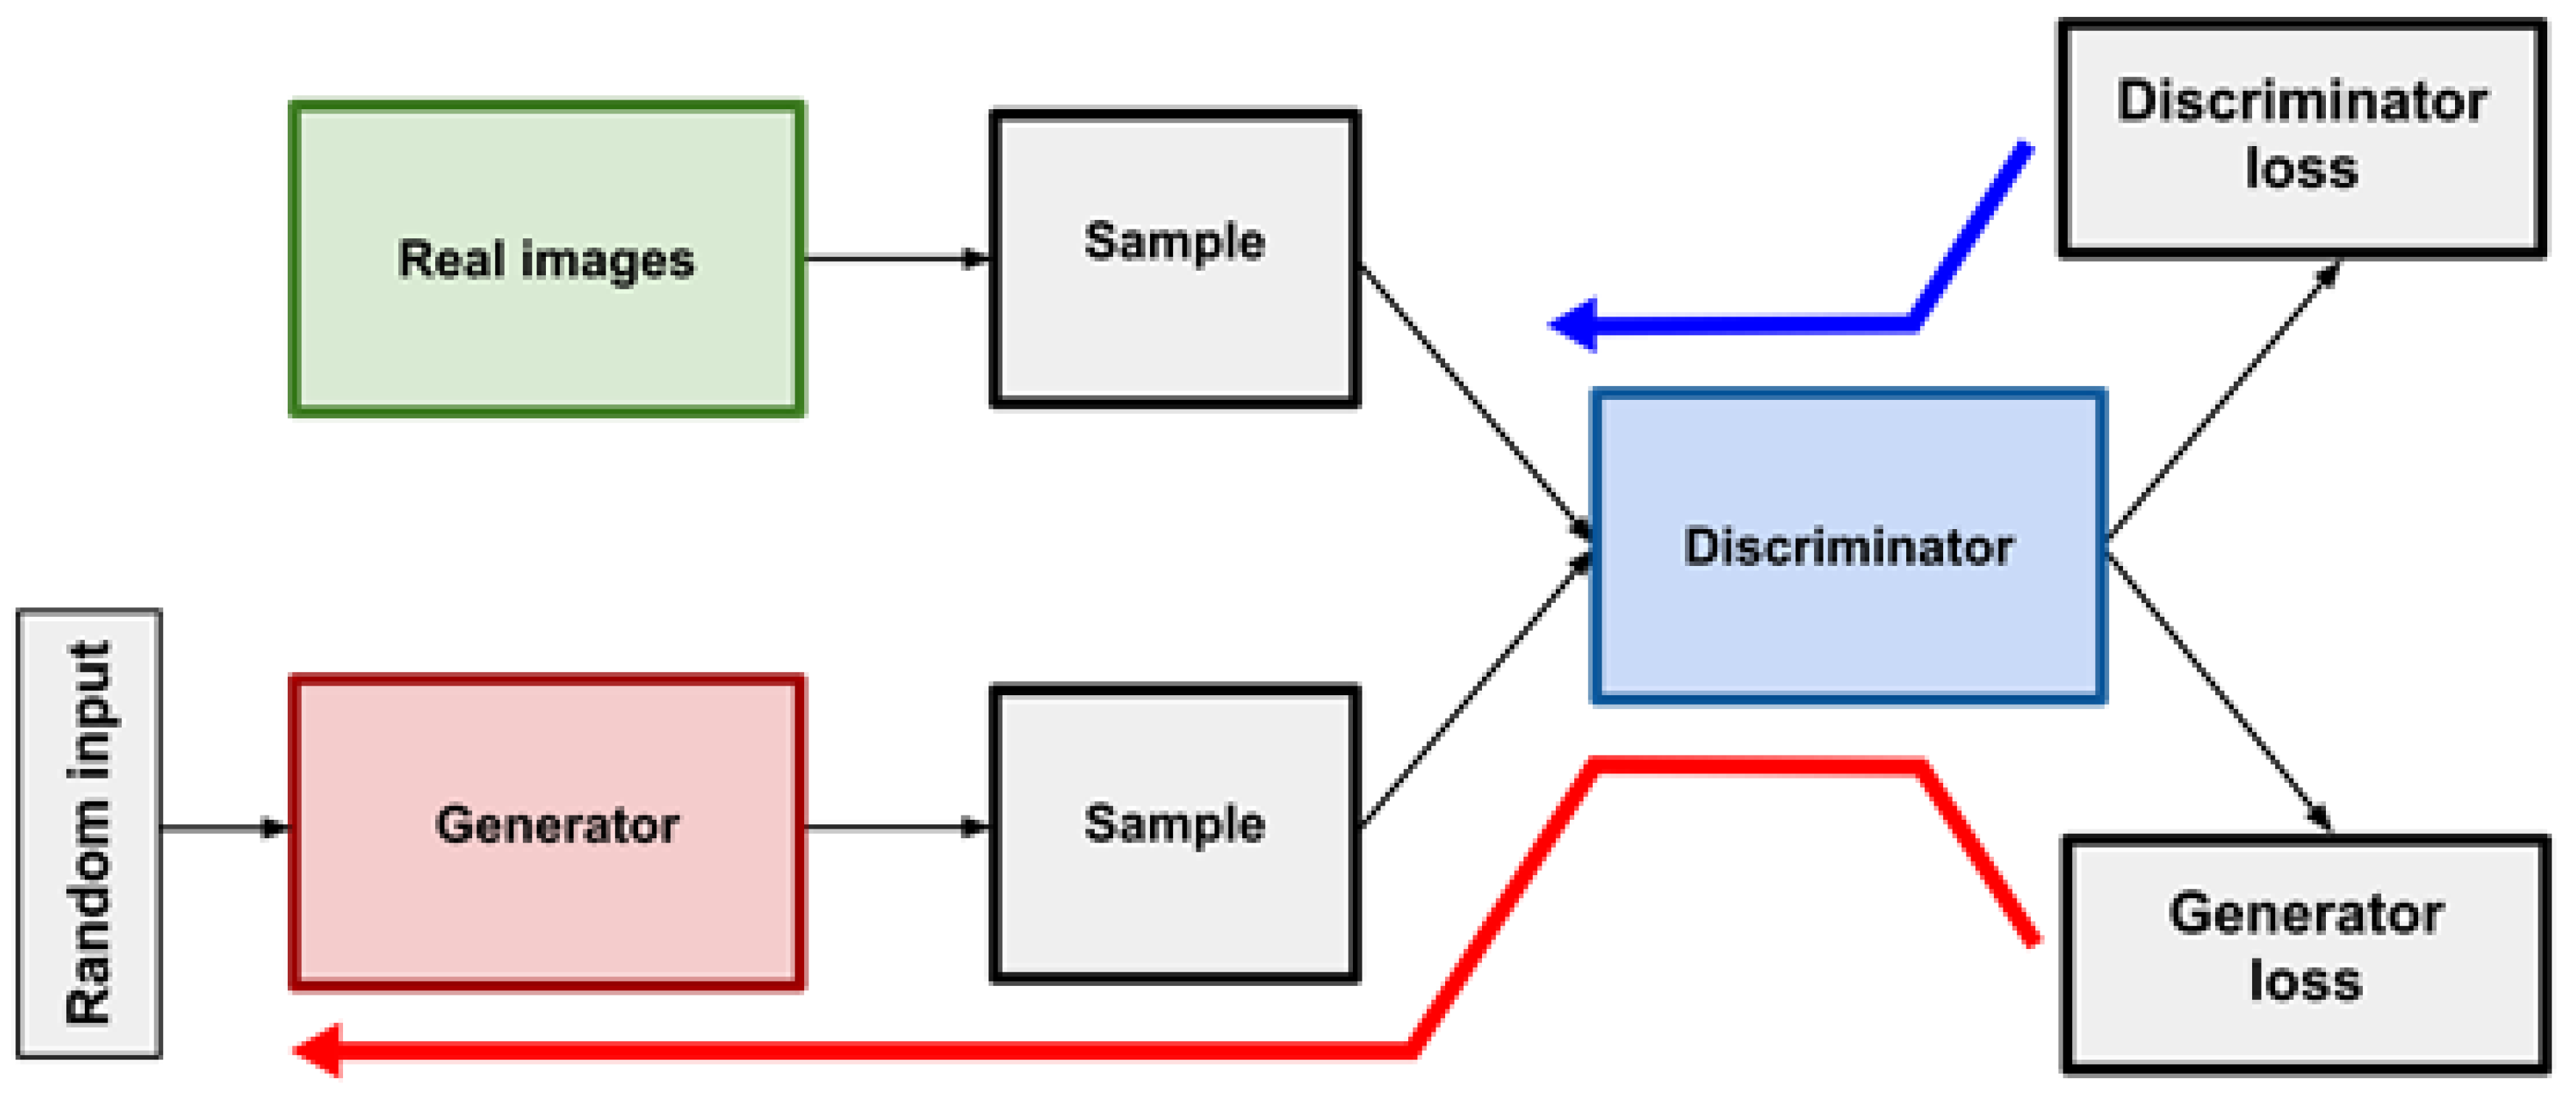 Real images
Sample
Discriminator
loss
Discriminator
Random input
Generator
Sample
Generator
loss